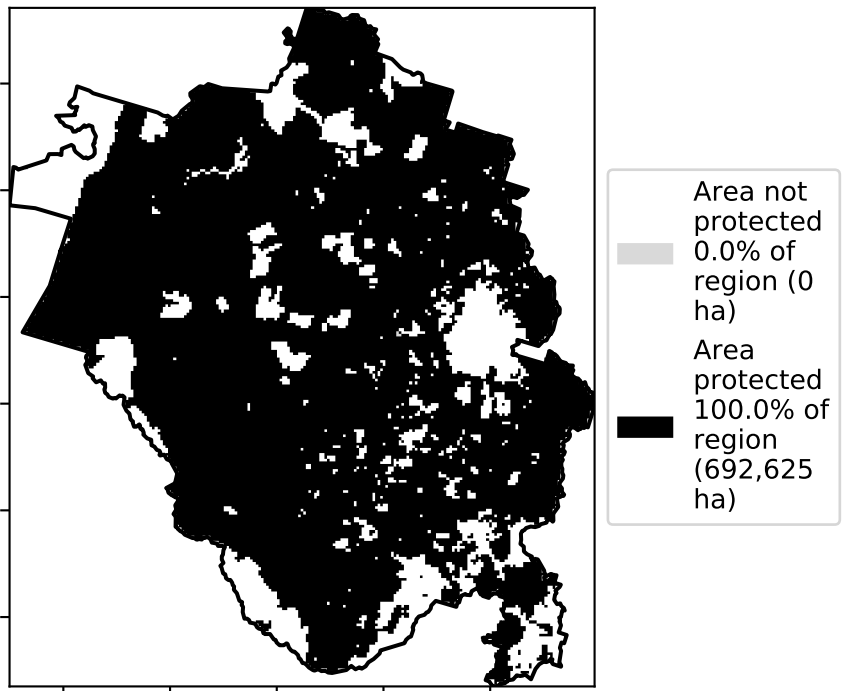 Area not
protected
0.0% of
region (0
ha)
Area
protected
100.0% of
region
(692,625
ha)